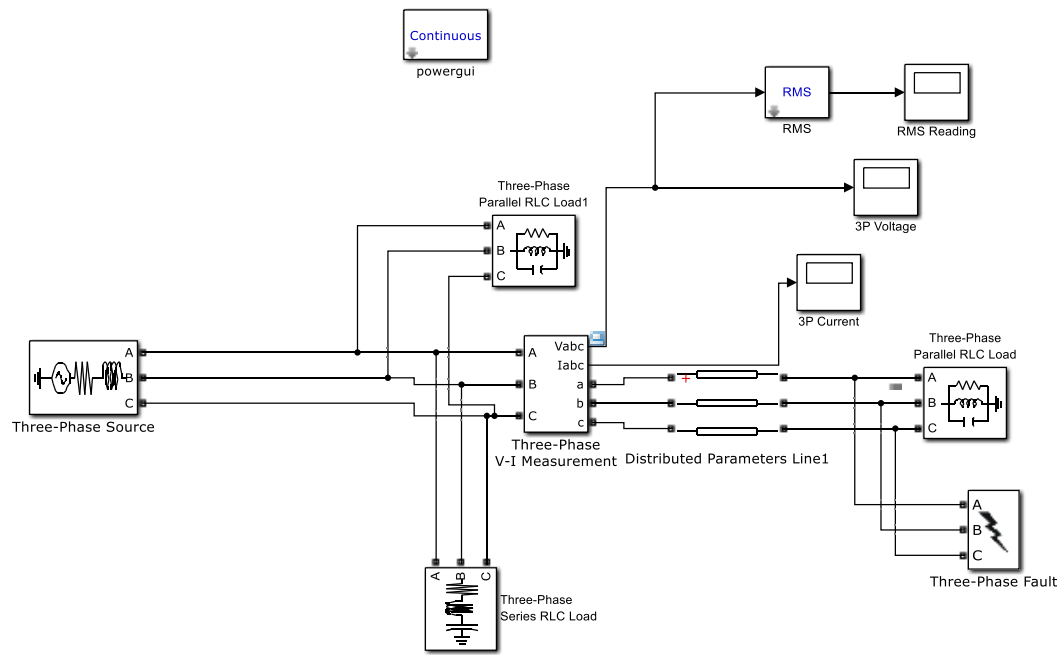 Continuous
powergui
RMS
RMS
RMS Reading
3P Voltage
Three-Phase
Parallel RLC Load1
A
B
C
3P Current
Three-Phase
Parallel RLC Load
A
B
C
A
B
C
Three-Phase Source
Vabc
Iabc
A
a
B
b
C
c
Three-Phase
V-I Measurement
+
Distributed Parameters Line1
A
B
C
Three-Phase Fault
A
B
C
Three-Phase
Series RLC Load